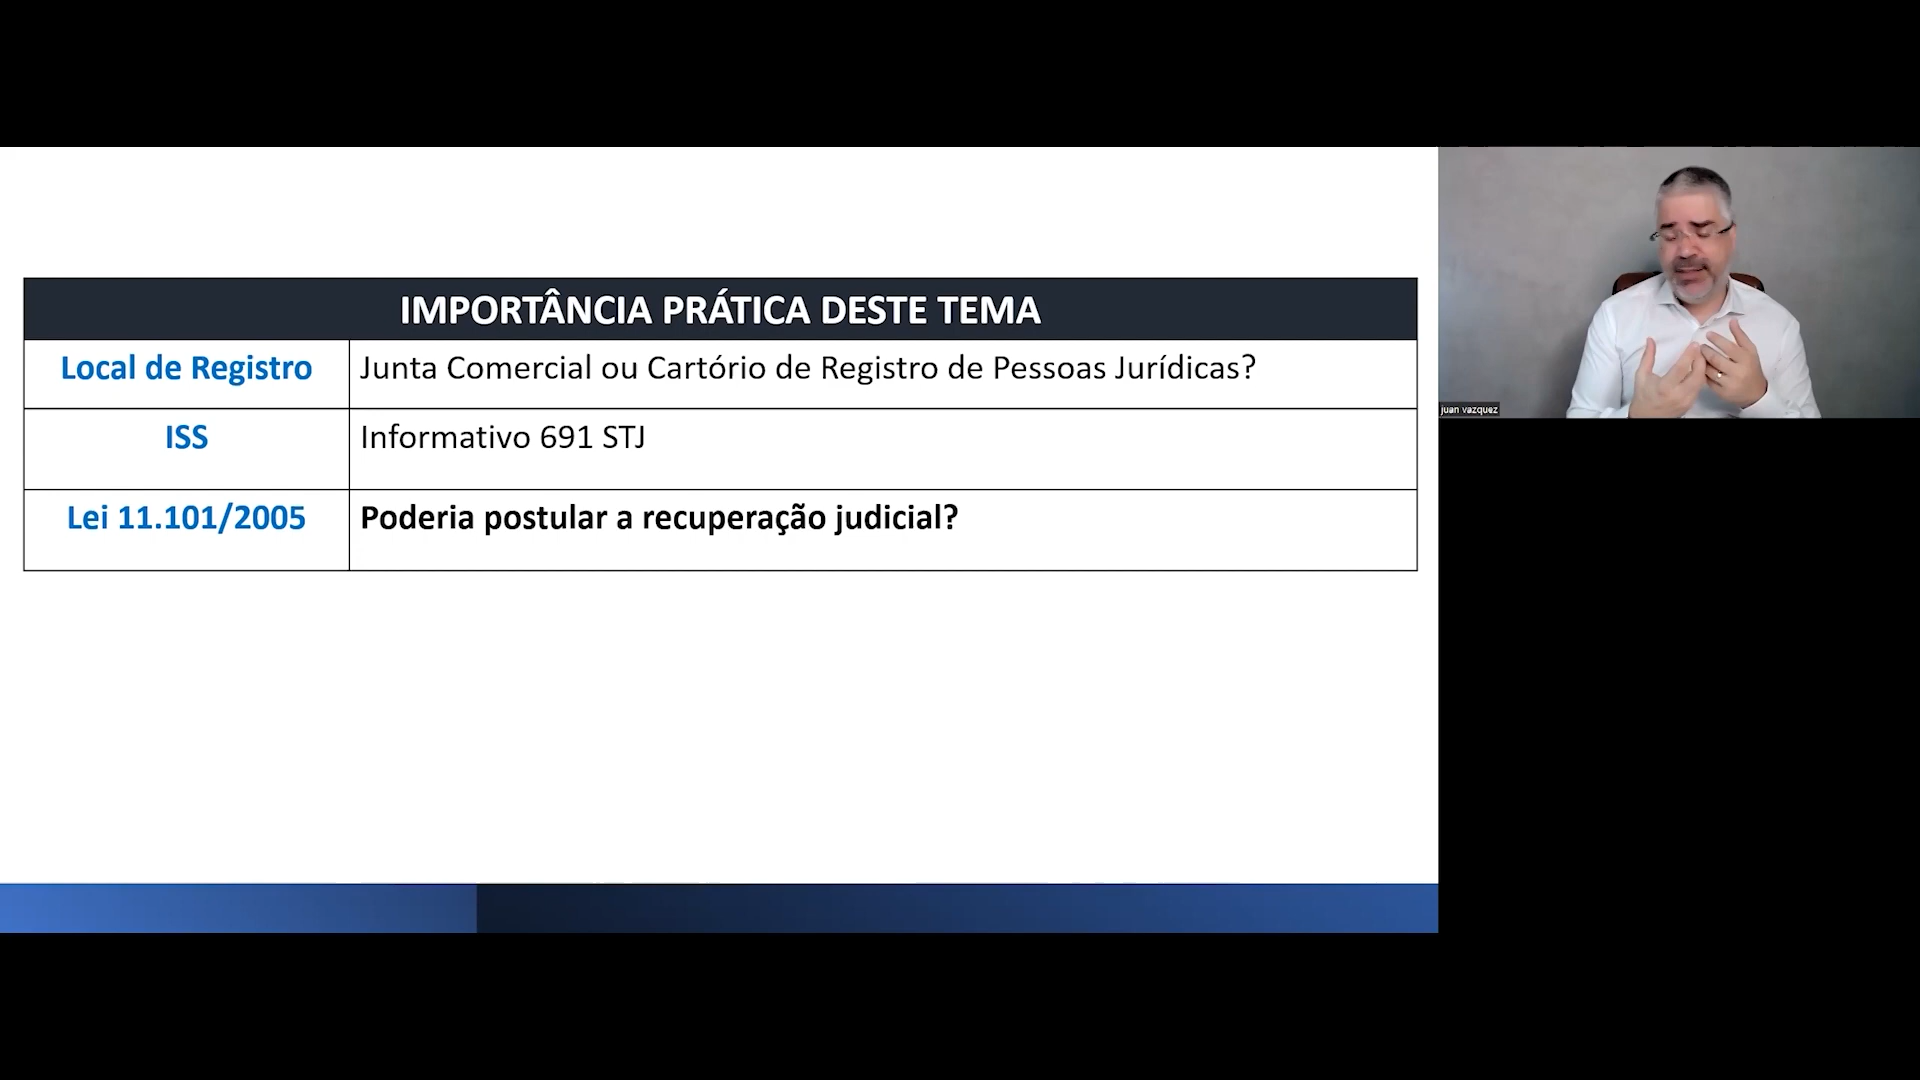 IMPORTÂNCIA PRÁTICA DESTE TEMA
Local de Registro
Junta Comercial ou Cartório de Registro de Pessoas Jurídicas?
ISS
Informativo 691 STJ
Lei 11.101/2005
Poderia postular a recuperação judicial?
juan vazquez